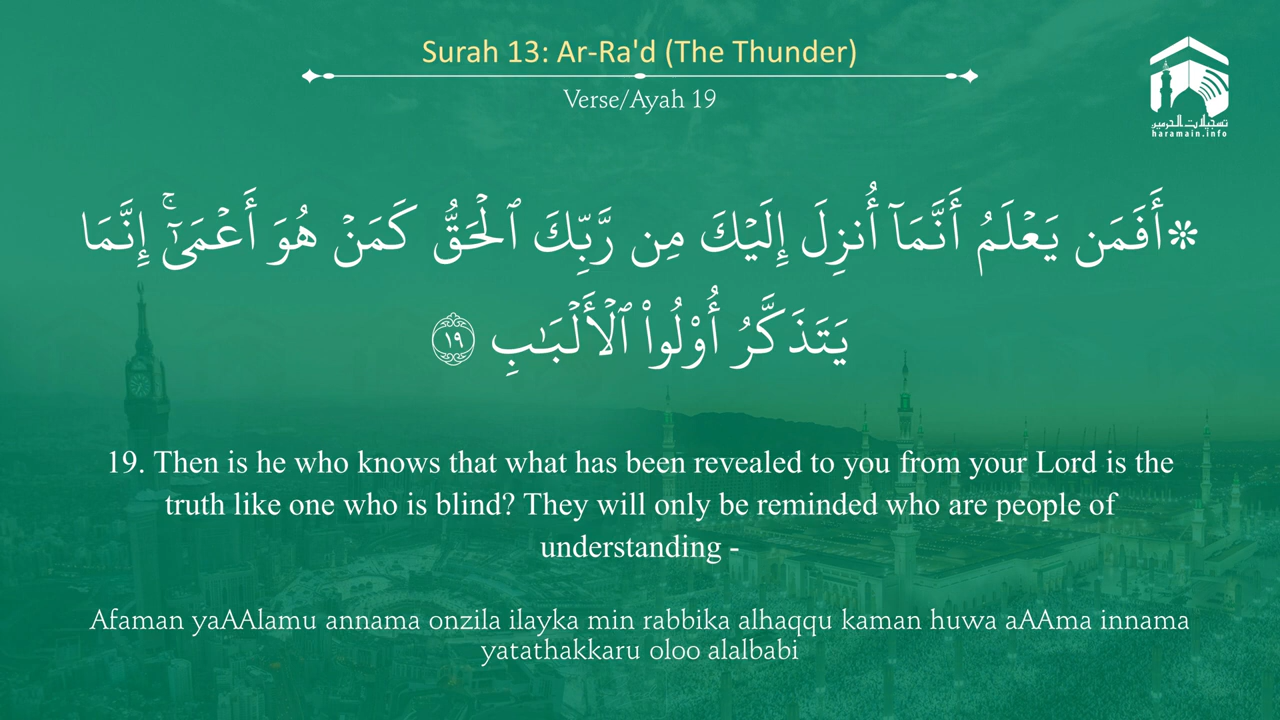 Surah 13: Ar-Ra'd (The Thunder)
Verse/Ayah 19
تسجيلات الحرمين
haramain.info
۞أَفَمَن يَعۡلَمُ أَنَّمَآ أُنزِلَ إِلَيۡكَ مِن رَّبِّكَ ٱلۡحَقُّ كَمَنۡ هُوَ أَعۡمَىٰٓۚ إِنَّمَا
يَتَذَكَّرُ أُوْلُواْ ٱلۡأَلۡبَٰبِ ١٩
19. Then is he who knows that what has been revealed to you from your Lord is the
truth like one who is blind? They will only be reminded who are people of
understanding -
Afaman yaAAlamu annama onzila ilayka min rabbika alhaqqu kaman huwa aAAma innama
yatathakkaru oloo alalbabi